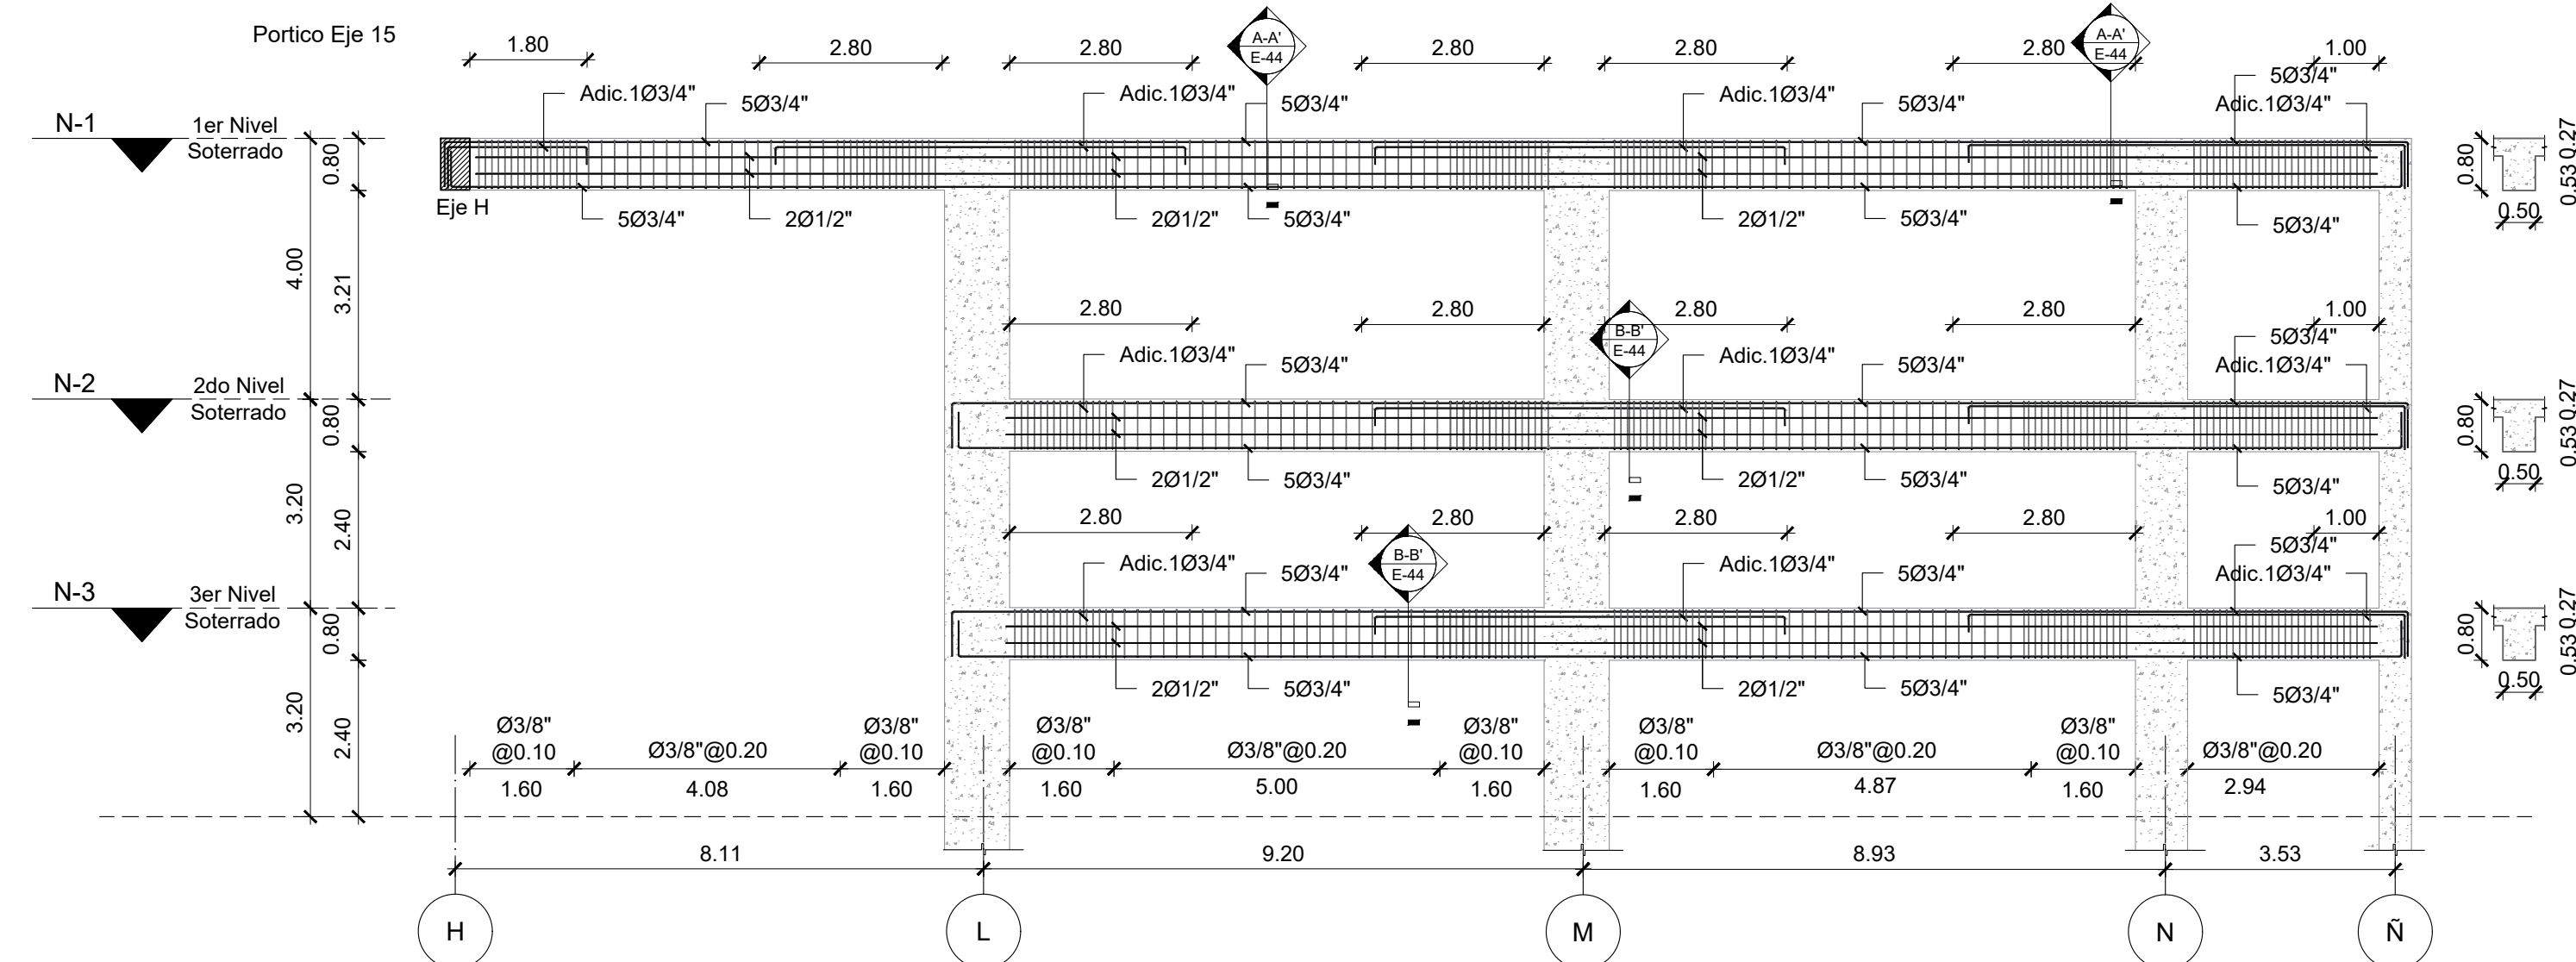 Portico Eje 15
1.80
2.80
2.80
A-A'
E-44
2.80
2.80
2.80
A-A'
E-44
1.00
Adic.1Ø3/4"
5Ø3/4"
Adic.1Ø3/4"
5Ø3/4"
Adic.1Ø3/4"
5Ø3/4"
5Ø3/4"
Adic.1Ø3/4"
N-1
1er Nivel
Soterrado
0.80
0.80
0.53
0.27
0.50
Eje H
5Ø3/4"
2Ø1/2"
2Ø1/2"
5Ø3/4"
2Ø1/2"
5Ø3/4"
5Ø3/4"
4.00
3.21
2.80
2.80
B-B'
E-44
2.80
2.80
1.00
Adic.1Ø3/4"
5Ø3/4"
Adic.1Ø3/4"
5Ø3/4"
5Ø3/4"
Adic.1Ø3/4"
N-2
2do Nivel
Soterrado
0.80
0.80
0.53
0.27
0.50
2Ø1/2"
5Ø3/4"
2Ø1/2"
5Ø3/4"
5Ø3/4"
3.20
2.40
2.80
2.80
2.80
2.80
1.00
Adic.1Ø3/4"
5Ø3/4"
B-B'
E-44
Adic.1Ø3/4"
5Ø3/4"
5Ø3/4"
Adic.1Ø3/4"
N-3
3er Nivel
Soterrado
0.80
0.80
0.53
0.27
0.50
2Ø1/2"
5Ø3/4"
2Ø1/2"
5Ø3/4"
5Ø3/4"
3.20
2.40
Ø3/8"
@0.10
1.60
Ø3/8"@0.20
4.08
Ø3/8"
@0.10
1.60
Ø3/8"
@0.10
1.60
Ø3/8"@0.20
5.00
Ø3/8"
@0.10
1.60
Ø3/8"
@0.10
1.60
Ø3/8"@0.20
4.87
Ø3/8"
@0.10
1.60
Ø3/8"@0.20
2.94
8.11
9.20
8.93
3.53
H
L
M
N
Ñ